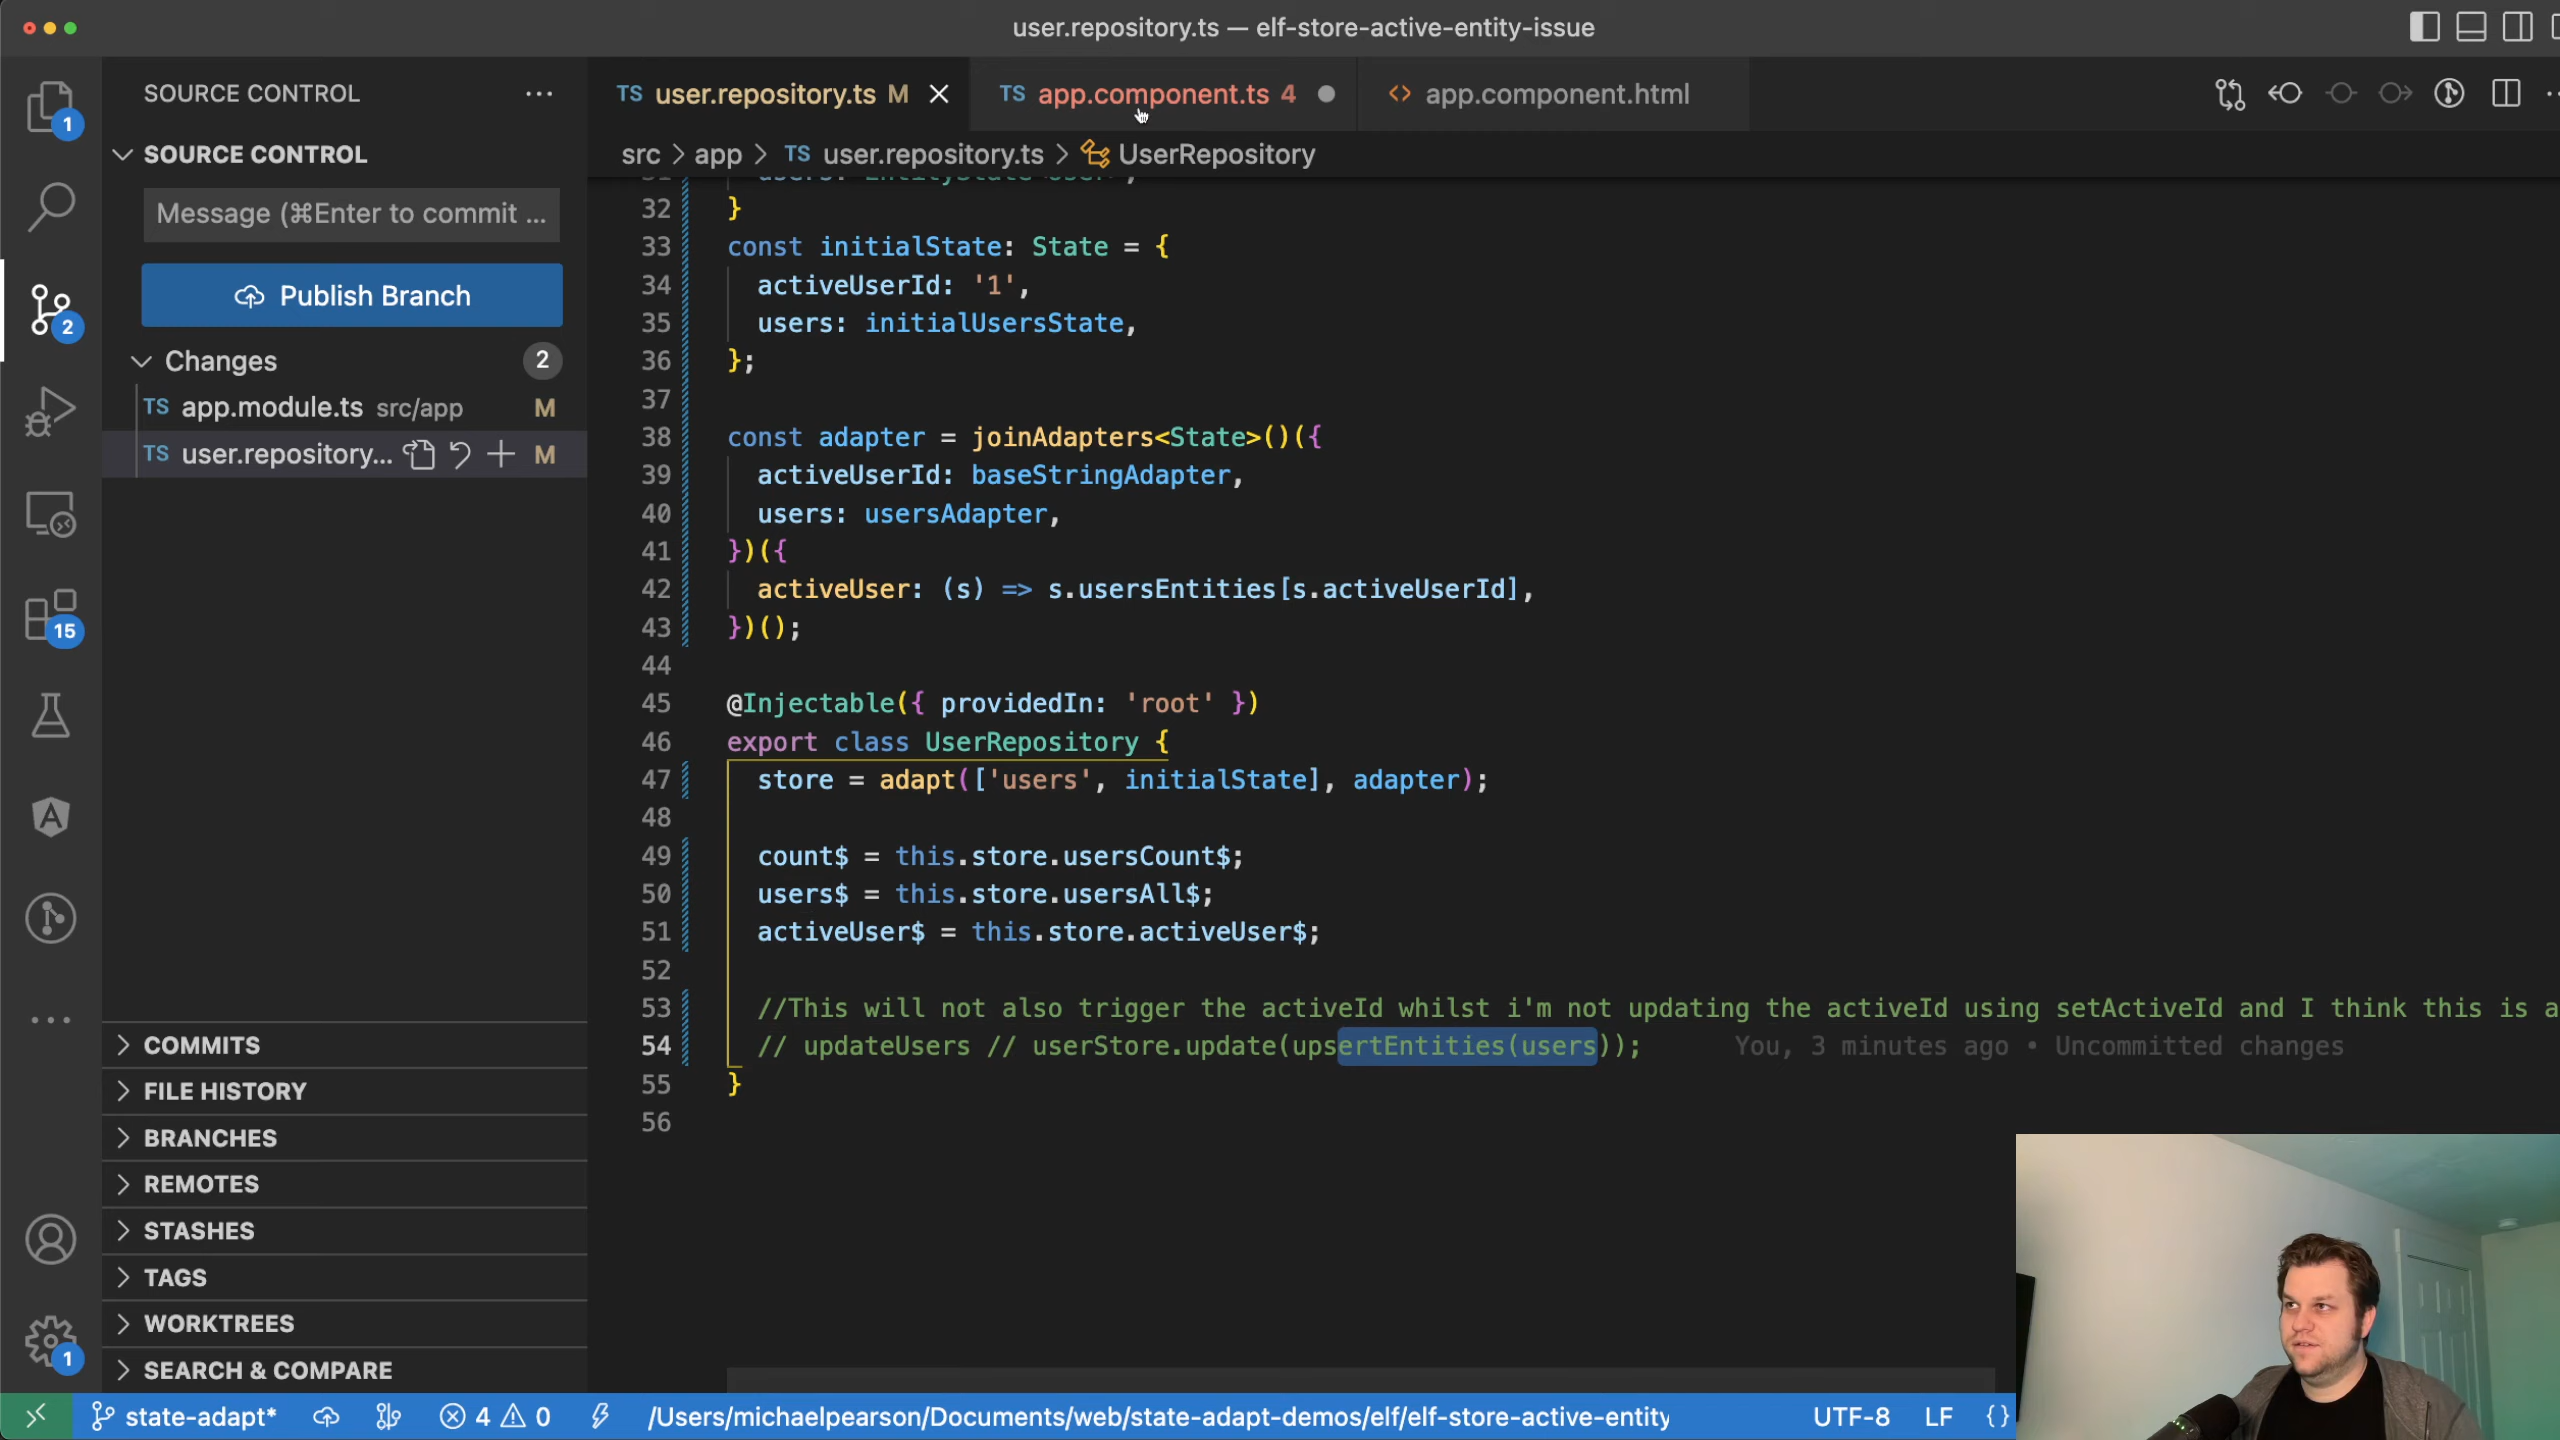 user.repository.ts — elf-store-active-entity-issue
SOURCE CONTROL
TS user.repository.ts M
TS app.component.ts 4
<> app.component.html
1
SOURCE CONTROL
src > app > TS user.repository.ts > UserRepository
Message (⌘Enter to commit ...
Publish Branch
2
Changes 2
TS app.module.ts src/app M
TS user.repository... M
15
32 }
33 const initialState: State = {
34 activeUserId: '1',
35 users: initialUsersState,
36 };
37
38 const adapter = joinAdapters<State>()({
39 activeUserId: baseStringAdapter,
40 users: usersAdapter,
41 })({
42 activeUser: (s) => s.usersEntities[s.activeUserId],
43 })();
44
45 @Injectable({ providedIn: 'root' })
46 export class UserRepository {
47 store = adapt(['users', initialState], adapter);
48
49 count$ = this.store.usersCount$;
50 users$ = this.store.usersAll$;
51 activeUser$ = this.store.activeUser$;
52
53 //This will not also trigger the activeId whilst i'm not updating the activeId using setActiveId and I think this is a
54 // updateUsers // userStore.update(upsertEntities(users)); You, 3 minutes ago • Uncommitted changes
55 }
56
COMMITS
FILE HISTORY
BRANCHES
REMOTES
STASHES
TAGS
WORKTREES
SEARCH & COMPARE
1
state-adapt* 4 0 /Users/michaelpearson/Documents/web/state-adapt-demos/elf/elf-store-active-entity UTF-8 LF {}